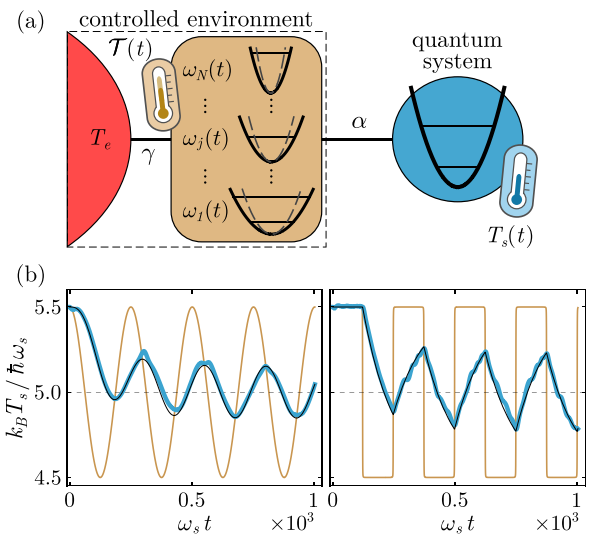 (a)
controlled environment
𝒯(t)
quantum
system
ω_N(t)
⋮ ⋮
T_e
γ
ω_j(t)
α
⋮ ⋮
ω_1(t)
T_s(t)
(b)
k_B T_s / ℏω_s
5.5
5.0
4.5
0 0.5 1
ω_s t ×10³
0 0.5 1
ω_s t ×10³